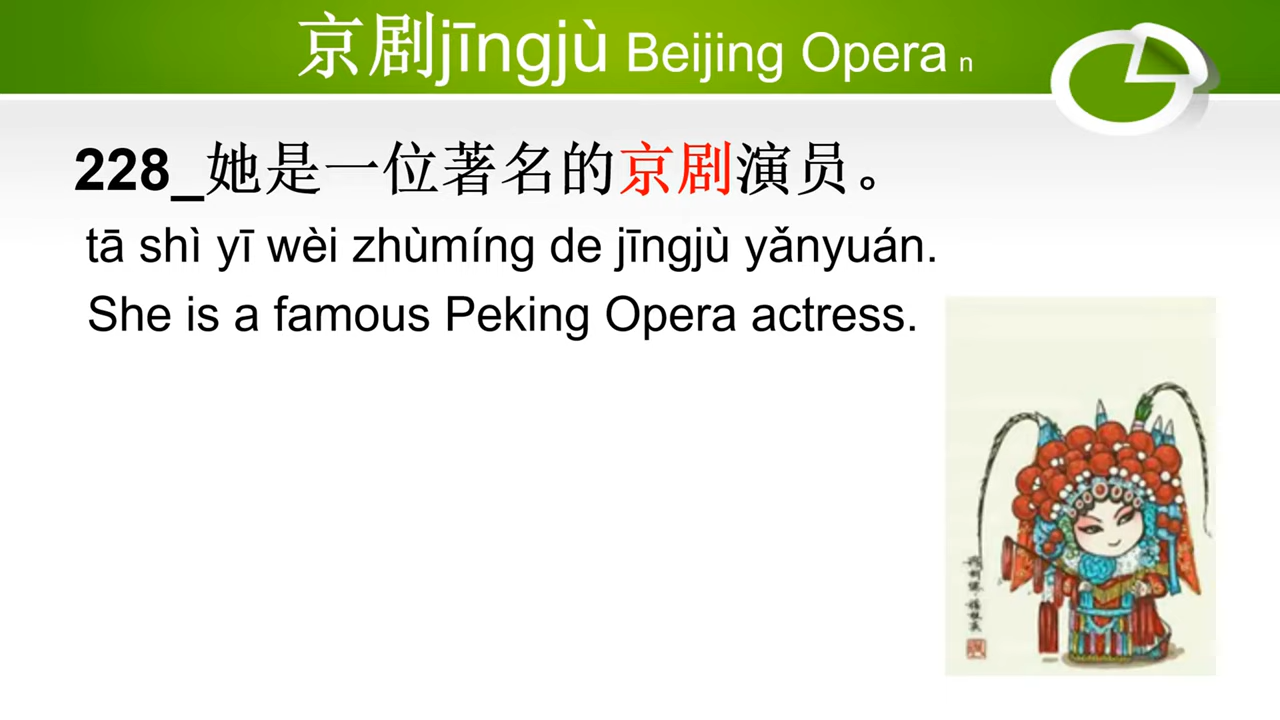 京剧jīngjù Beijing Opera n
228_她是一位著名的京剧演员。
tā shì yī wèi zhùmíng de jīngjù yǎnyuán.
She is a famous Peking Opera actress.